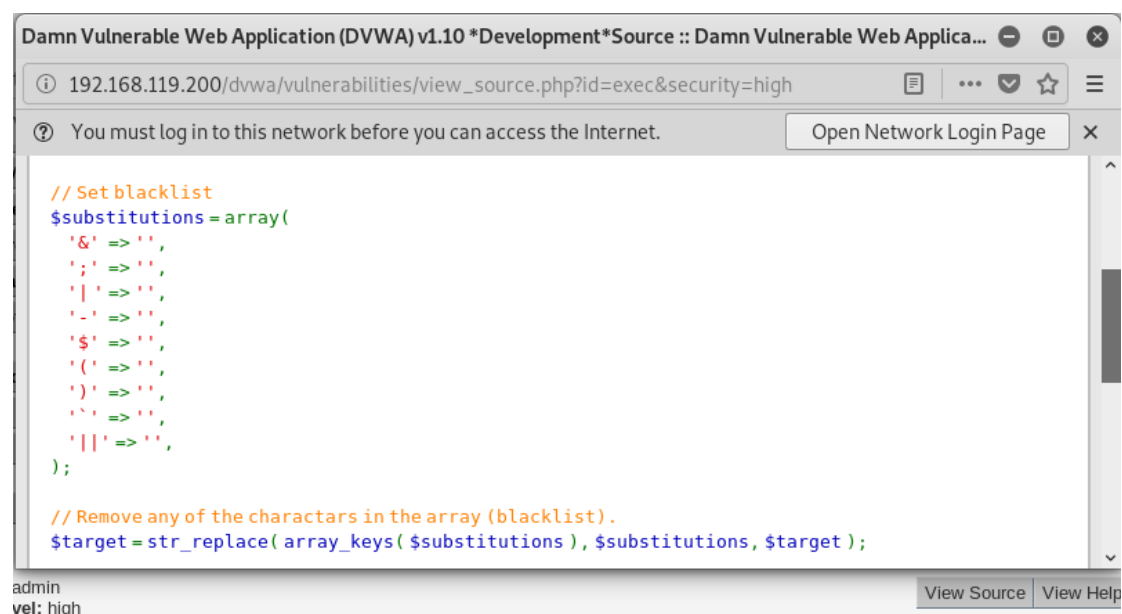 Damn Vulnerable Web Application (DVWA) v1.10 *Development*Source :: Damn Vulnerable Web Applica...
192.168.119.200/dvwa/vulnerabilities/view_source.php?id=exec&security=high
You must log in to this network before you can access the Internet. Open Network Login Page
// Set blacklist
$substitutions = array(
'&' => '',
';' => '',
'| ' => '',
'-' => '',
'$' => '',
'(' => '',
')' => '',
'`' => '',
'||' => '',
);
// Remove any of the charactars in the array (blacklist).
$target = str_replace( array_keys( $substitutions ), $substitutions, $target );
admin
View Source View Help
vel: high